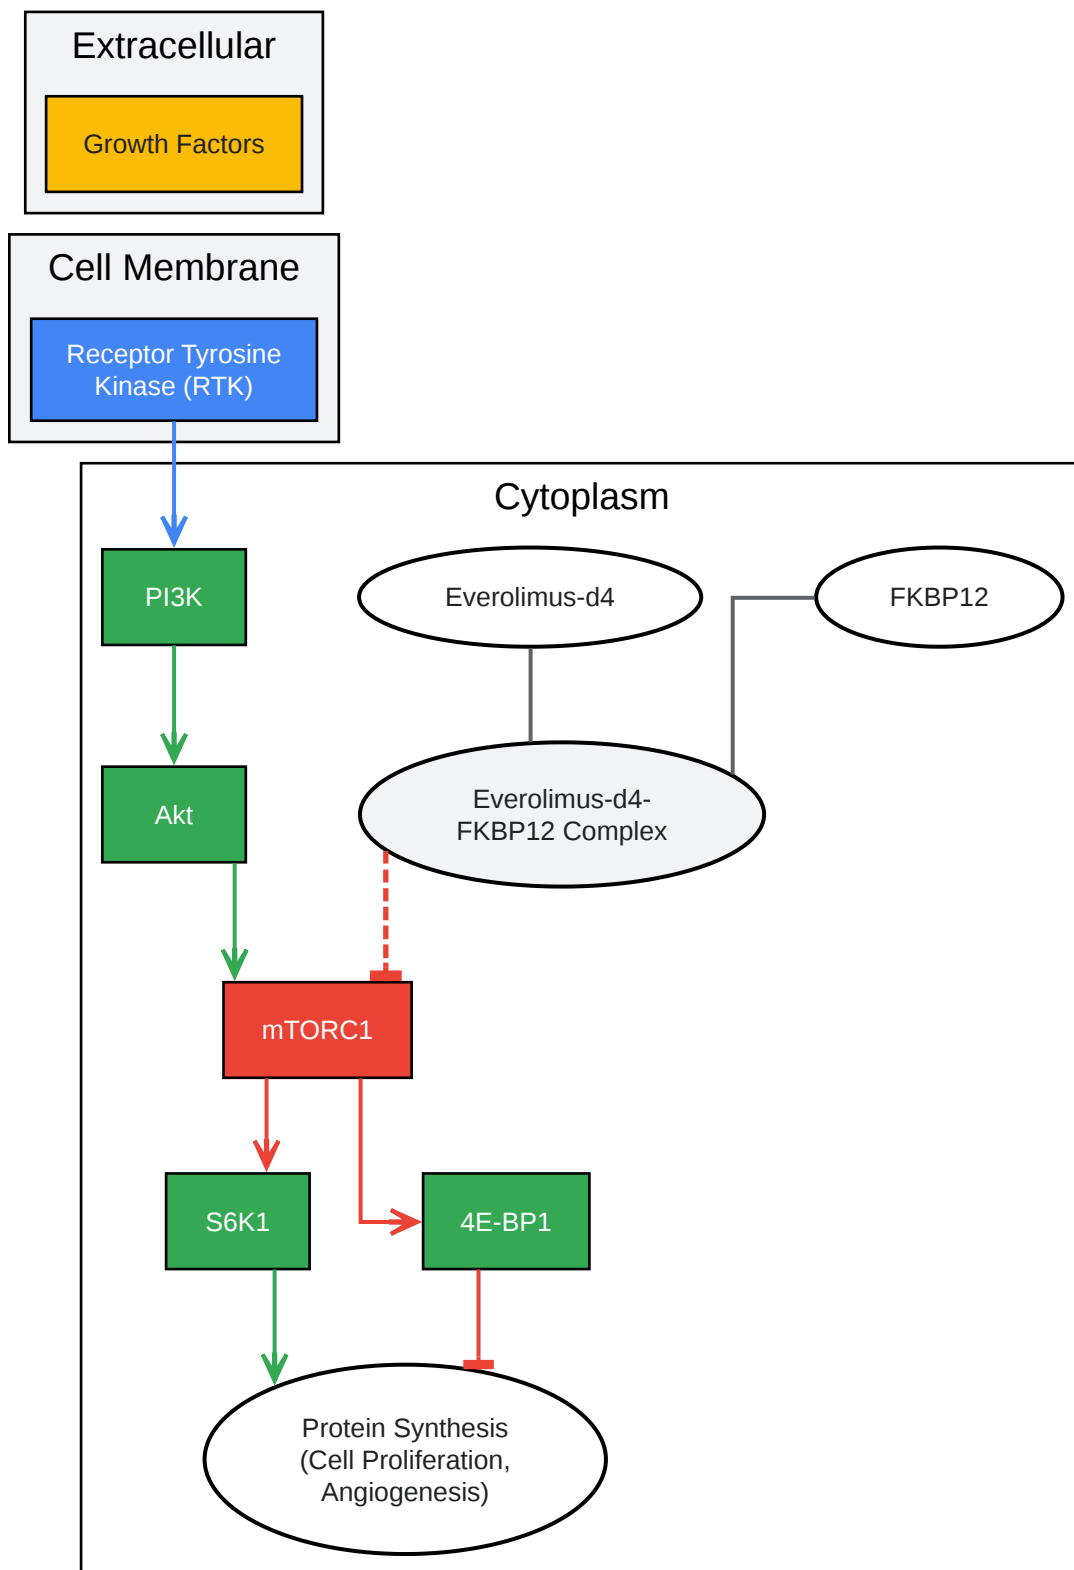 Extracellular
Growth Factors
Cell Membrane
Receptor Tyrosine
Kinase (RTK)
Cytoplasm
PI3K
Everolimus-d4
FKBP12
Akt
Everolimus-d4-
FKBP12 Complex
mTORC1
S6K1
4E-BP1
Protein Synthesis
(Cell Proliferation,
Angiogenesis)